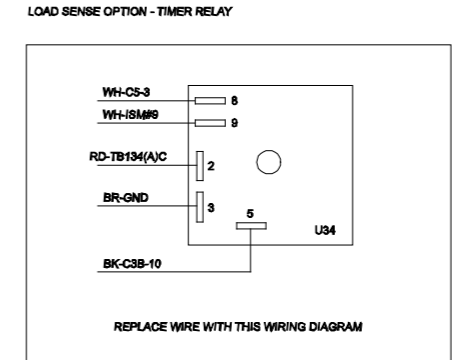 LOAD SENSE OPTION - TIMER RELAY
WH-C5-3
8
WH-ISM#9
9
RD-TB134(A)C
2
BR-GND
3
5
U34
BK-C3B-10
REPLACE WIRE WITH THIS WIRING DIAGRAM